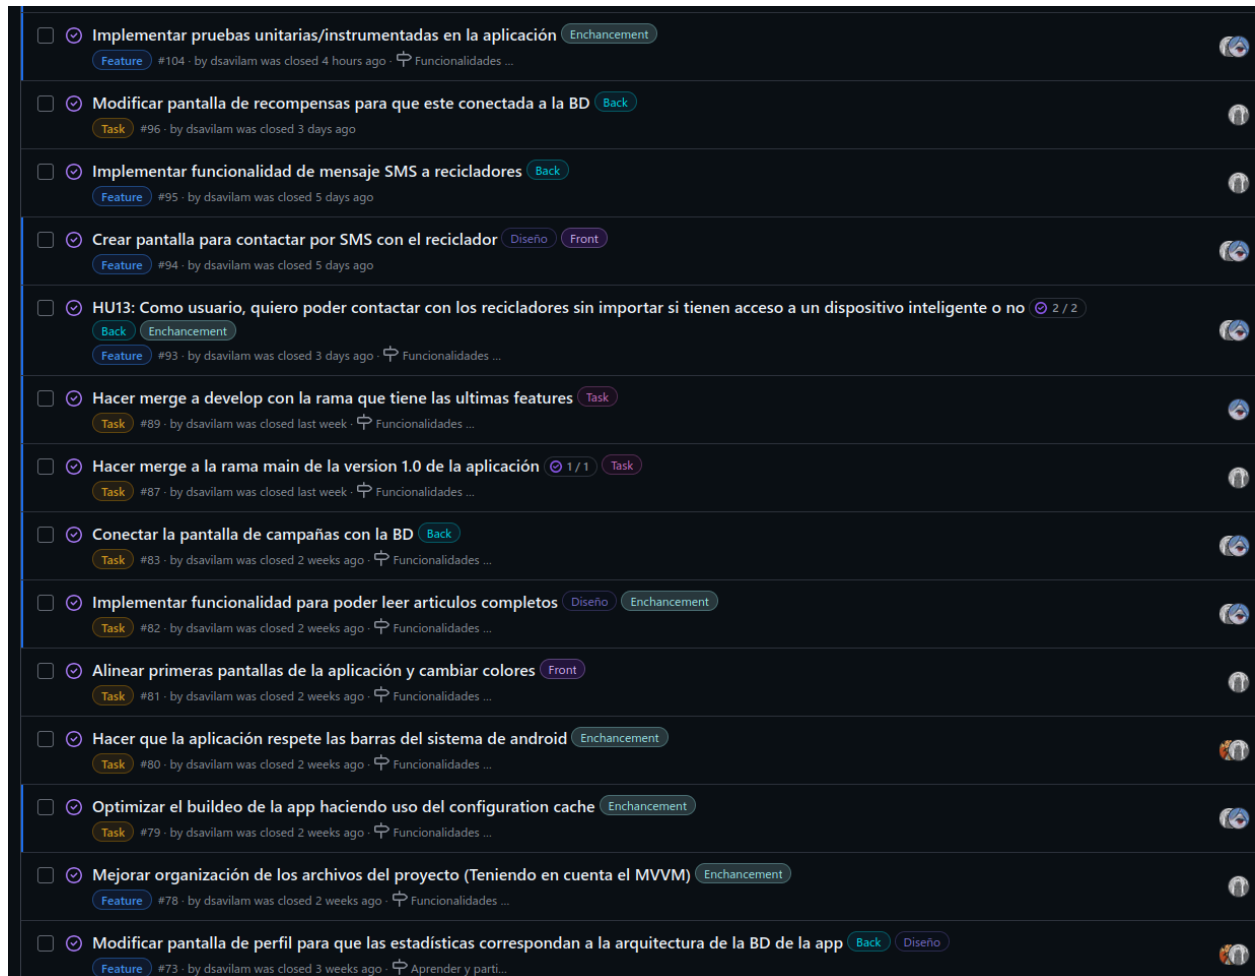 Implementar pruebas unitarias/instrumentadas en la aplicación Enchancement
Feature #104 · by dsavilam was closed 4 hours ago · Funcionalidades ...
Modificar pantalla de recompensas para que este conectada a la BD Back
Task #96 · by dsavilam was closed 3 days ago
Implementar funcionalidad de mensaje SMS a recicladores Back
Feature #95 · by dsavilam was closed 5 days ago
Crear pantalla para contactar por SMS con el reciclador Diseño Front
Feature #94 · by dsavilam was closed 5 days ago
HU13: Como usuario, quiero poder contactar con los recicladores sin importar si tienen acceso a un dispositivo inteligente o no 2 / 2
Back Enchancement
Feature #93 · by dsavilam was closed 3 days ago · Funcionalidades ...
Hacer merge a develop con la rama que tiene las ultimas features Task
Task #89 · by dsavilam was closed last week · Funcionalidades ...
Hacer merge a la rama main de la version 1.0 de la aplicación 1 / 1 Task
Task #87 · by dsavilam was closed last week · Funcionalidades ...
Conectar la pantalla de campañas con la BD Back
Task #83 · by dsavilam was closed 2 weeks ago · Funcionalidades ...
Implementar funcionalidad para poder leer articulos completos Diseño Enchancement
Task #82 · by dsavilam was closed 2 weeks ago · Funcionalidades ...
Alinear primeras pantallas de la aplicación y cambiar colores Front
Task #81 · by dsavilam was closed 2 weeks ago · Funcionalidades ...
Hacer que la aplicación respete las barras del sistema de android Enchancement
Task #80 · by dsavilam was closed 2 weeks ago · Funcionalidades ...
Optimizar el buildeo de la app haciendo uso del configuration cache Enchancement
Task #79 · by dsavilam was closed 2 weeks ago · Funcionalidades ...
Mejorar organización de los archivos del proyecto (Teniendo en cuenta el MVVM) Enchancement
Feature #78 · by dsavilam was closed 2 weeks ago · Funcionalidades ...
Modificar pantalla de perfil para que las estadísticas correspondan a la arquitectura de la BD de la app Back Diseño
Feature #73 · by dsavilam was closed 3 weeks ago · Aprender y parti...